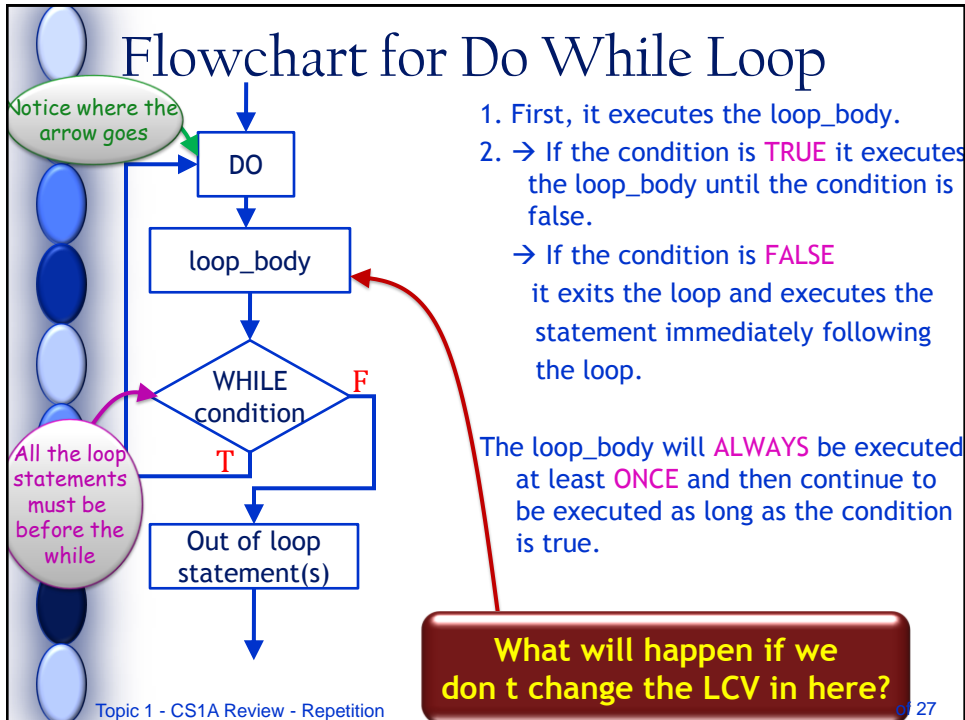 Flowchart for Do While Loop
Notice where the
arrow goes
DO
loop_body
WHILE
condition
F
T
All the loop
statements
must be
before the
while
Out of loop
statement(s)
1. First, it executes the loop_body.
2. → If the condition is TRUE it executes
the loop_body until the condition is
false.
→ If the condition is FALSE
it exits the loop and executes the
statement immediately following
the loop.
The loop_body will ALWAYS be executed
at least ONCE and then continue to
be executed as long as the condition
is true.
What will happen if we
don t change the LCV in here?
Topic 1 - CS1A Review - Repetition
of 27